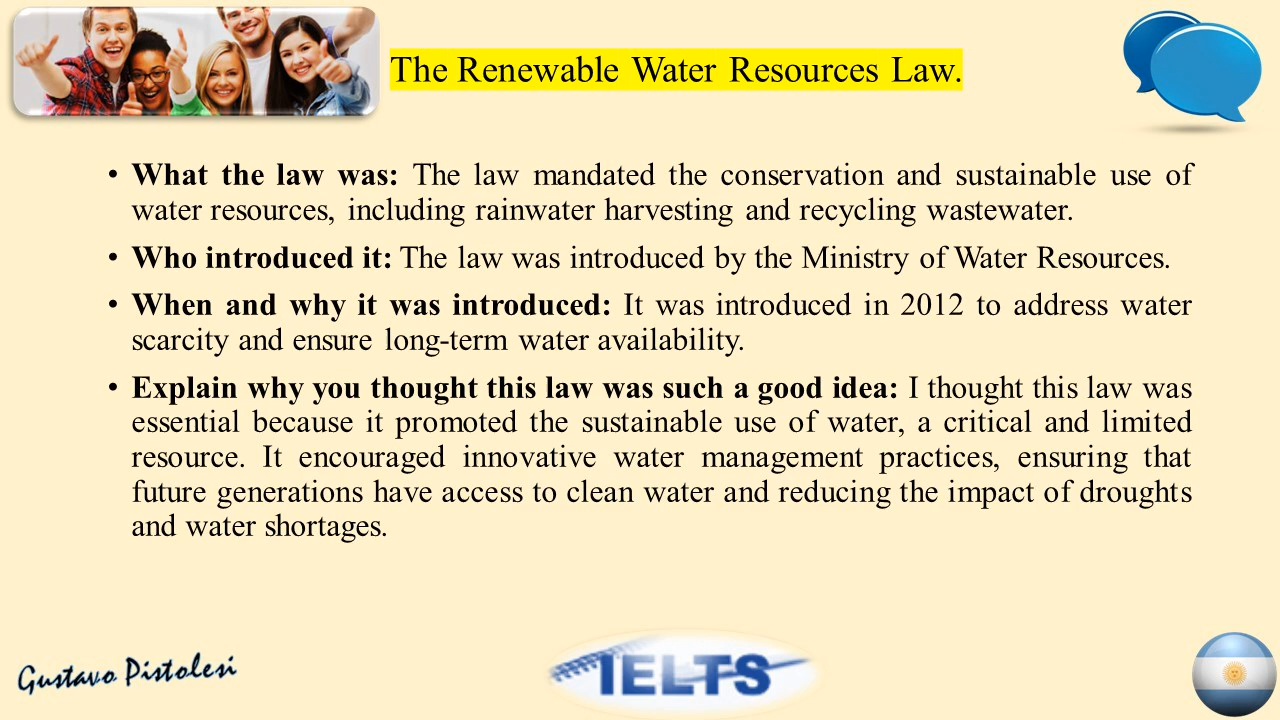 The Renewable Water Resources Law.
• What the law was: The law mandated the conservation and sustainable use of
water resources, including rainwater harvesting and recycling wastewater.
• Who introduced it: The law was introduced by the Ministry of Water Resources.
• When and why it was introduced: It was introduced in 2012 to address water
scarcity and ensure long-term water availability.
• Explain why you thought this law was such a good idea: I thought this law was
essential because it promoted the sustainable use of water, a critical and limited
resource. It encouraged innovative water management practices, ensuring that
future generations have access to clean water and reducing the impact of droughts
and water shortages.
Gustavo Pistolesi
IELTS